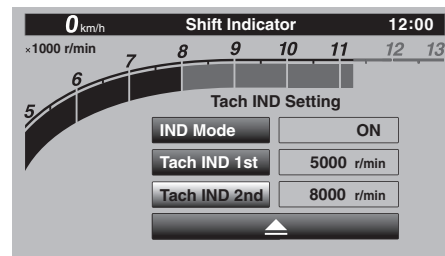 0 km/h Shift Indicator 12:00
×1000 r/min
5 6 7 8 9 10 11 12 13
Tach IND Setting
IND Mode ON
Tach IND 1st 5000 r/min
Tach IND 2nd 8000 r/min